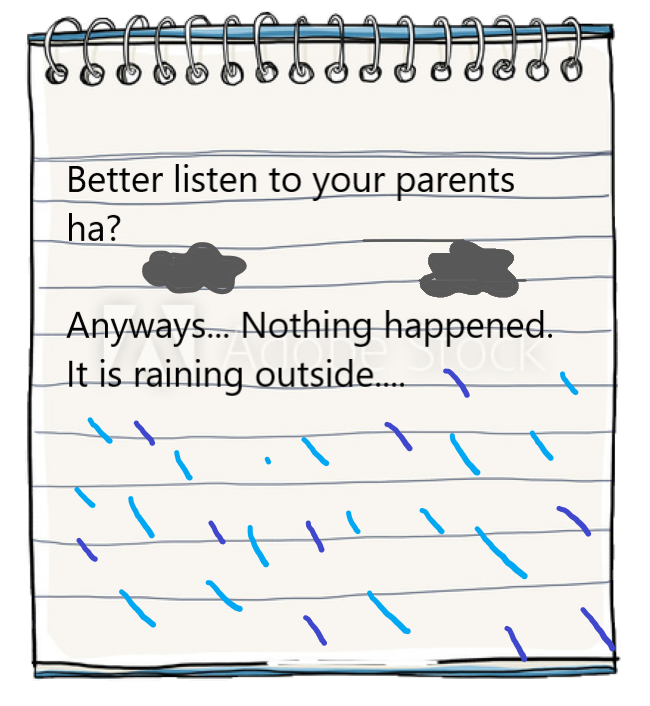 Better listen to your parents
ha?
Anyways... Nothing happened.
Adobe Stock
It is raining outside....